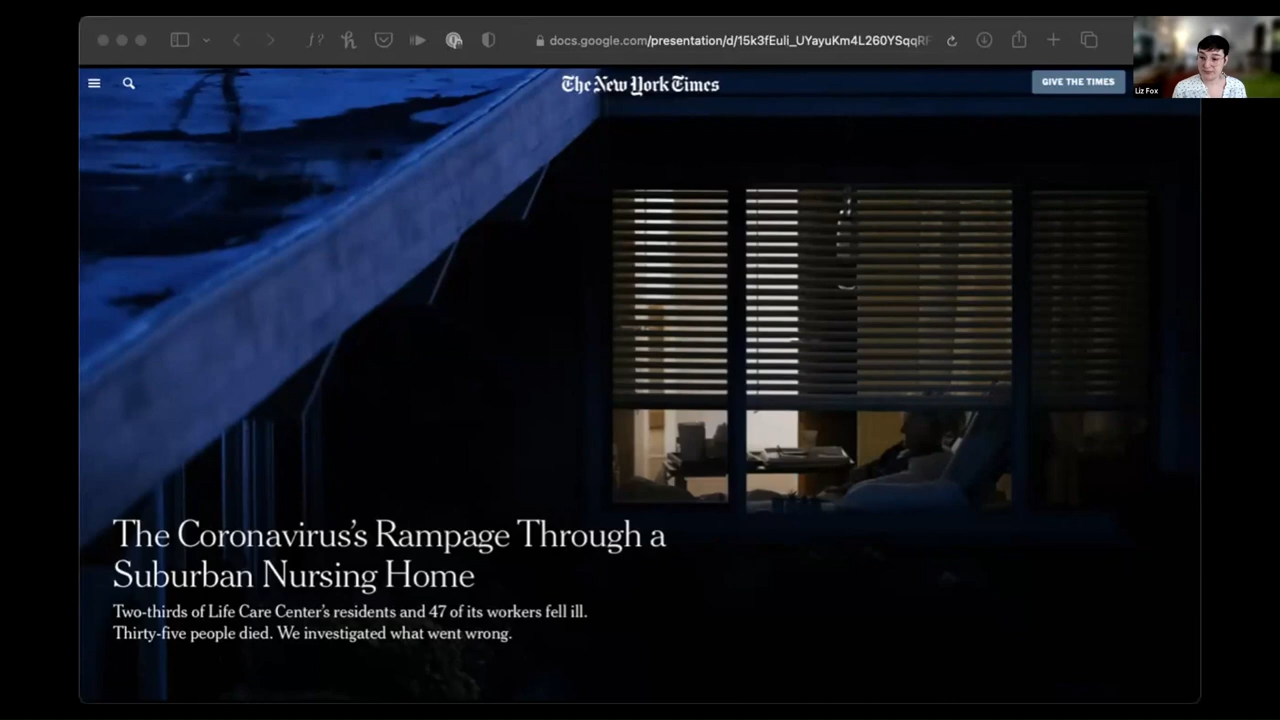 docs.google.com/presentation/d/15k3fEuli_UYayuKm4L260YSqqRF
The New York Times
GIVE THE TIMES
Liz Fox
The Coronavirus's Rampage Through a
Suburban Nursing Home
Two-thirds of Life Care Center's residents and 47 of its workers fell ill.
Thirty-five people died. We investigated what went wrong.